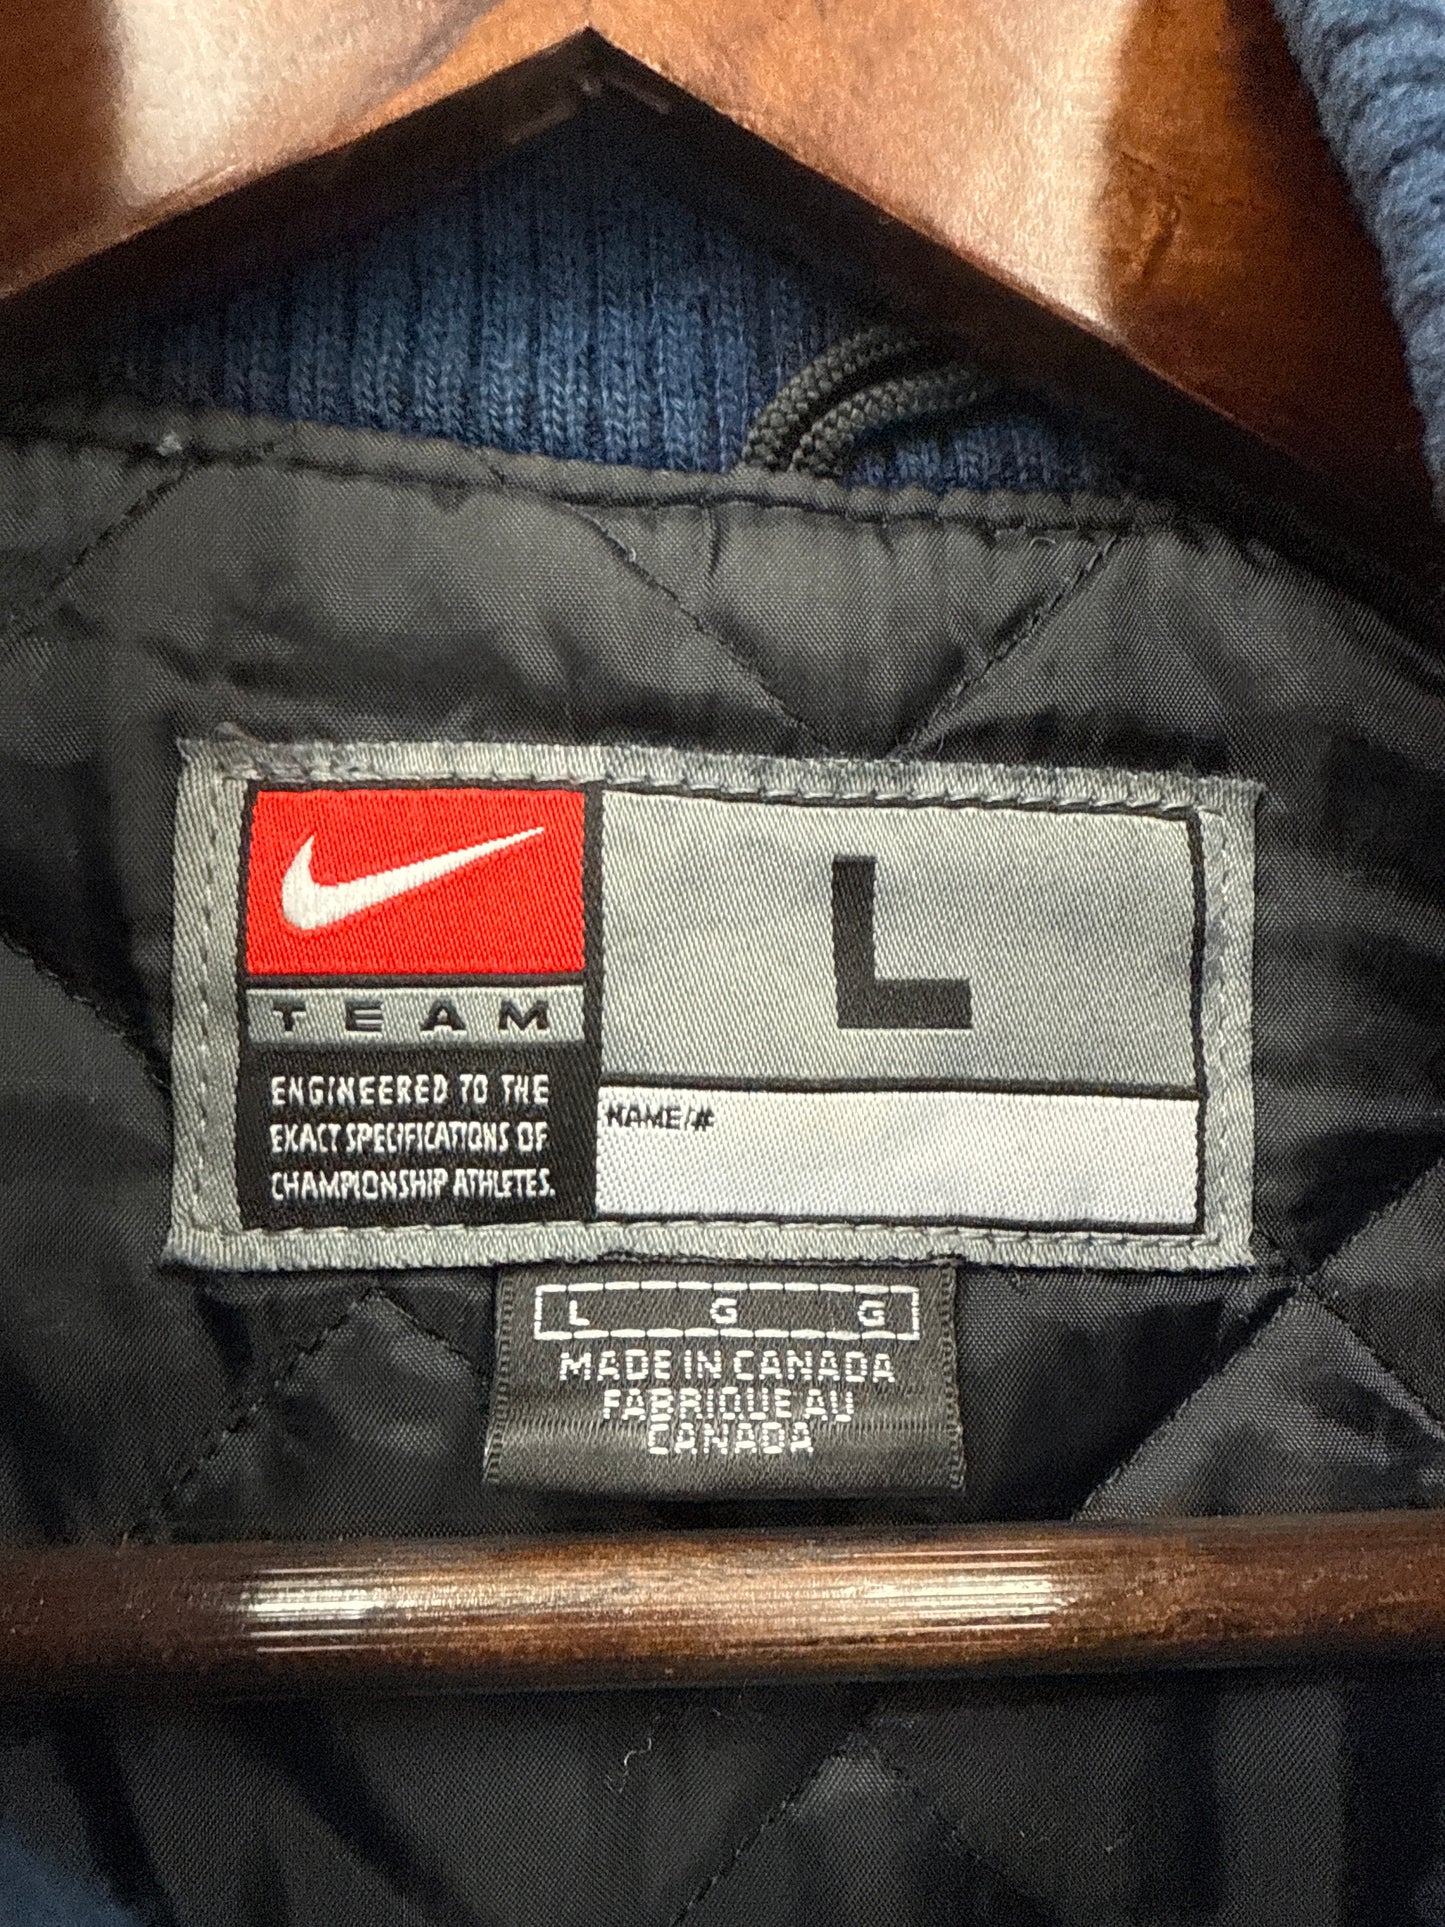 TEAM
ENGINEERED TO THE
EXACT SPECIFICATIONS OF
CHAMPIONSHIP ATHLETES.
L
NAME/#
L G G
MADE IN CANADA
FABRIQUE AU
CANADA